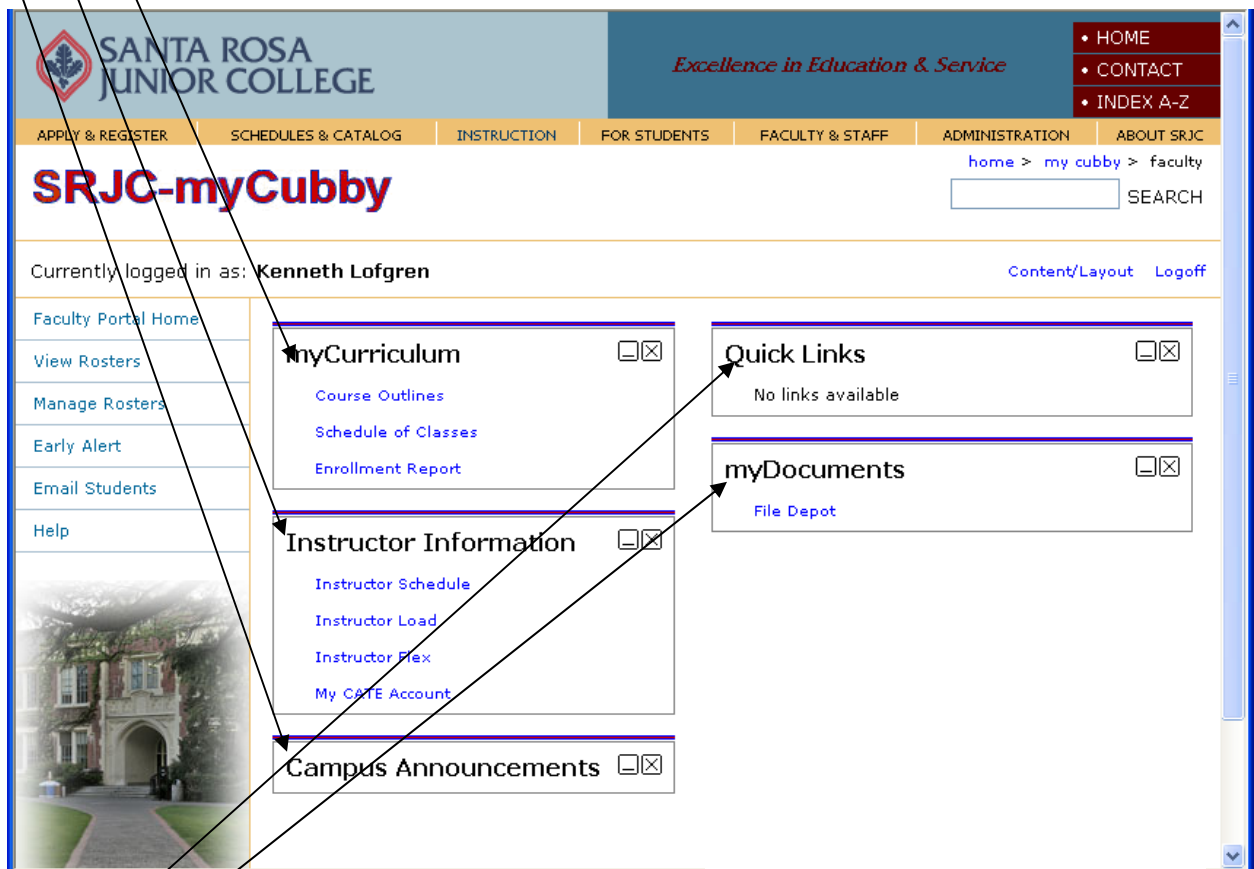 SANTA ROSA
JUNIOR COLLEGE
Excellence in Education & Service
• HOME
• CONTACT
• INDEX A-Z
APPLY & REGISTER SCHEDULES & CATALOG INSTRUCTION FOR STUDENTS FACULTY & STAFF ADMINISTRATION ABOUT SRJC
home > my cubby > faculty
SRJC-myCubby
SEARCH
Currently logged in as: Kenneth Lofgren
Content/Layout Logoff
Faculty Portal Home
View Rosters
Manage Rosters
Early Alert
Email Students
Help
myCurriculum
Course Outlines
Schedule of Classes
Enrollment Report
Instructor Information
Instructor Schedule
Instructor Load
Instructor Flex
My CATE Account
Campus Announcements
Quick Links
No links available
myDocuments
File Depot